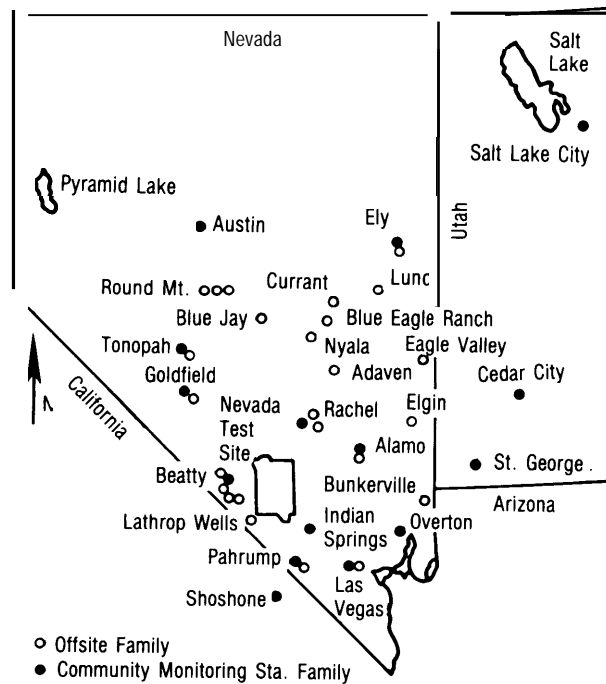 Nevada
Salt
Lake
Salt Lake City
Pyramid Lake
Utah
Austin
Ely
Lunc
Currant
Round Mt.
Blue Jay
Blue Eagle Ranch
Nyala
Eagle Valley
Tonopah
Adaven
Cedar City
Goldfield
California
Nevada
Test
Site
Rachel
Elgin
Alamo
St. George .
Beatty
Bunkerville
Arizona
Lathrop Wells
Indian
Springs
Overton
Pahrump
Las
Vegas
Shoshone
Offsite Family
Community Monitoring Sta. Family